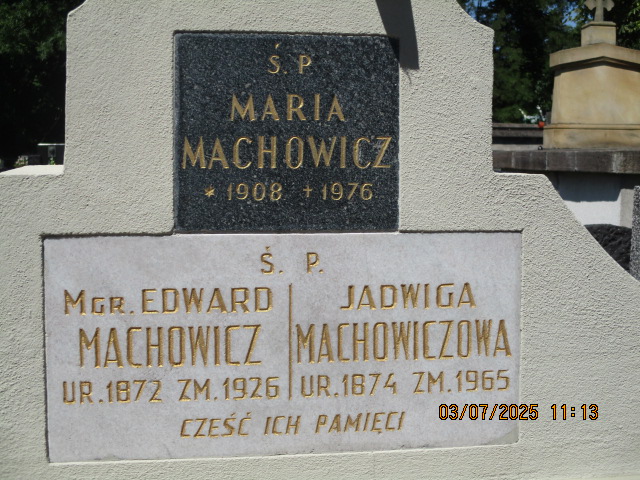 Ś. P
MARIA
MACHOWICZ
* 1908 + 1976
Ś. P.
MGR. EDWARD
MACHOWICZ
UR. 1872 ZM. 1926
JADWIGA
MACHOWICZOWA
UR. 1874 ZM. 1965
CZEŚĆ ICH PAMIĘCI
03/07/2025 11:13